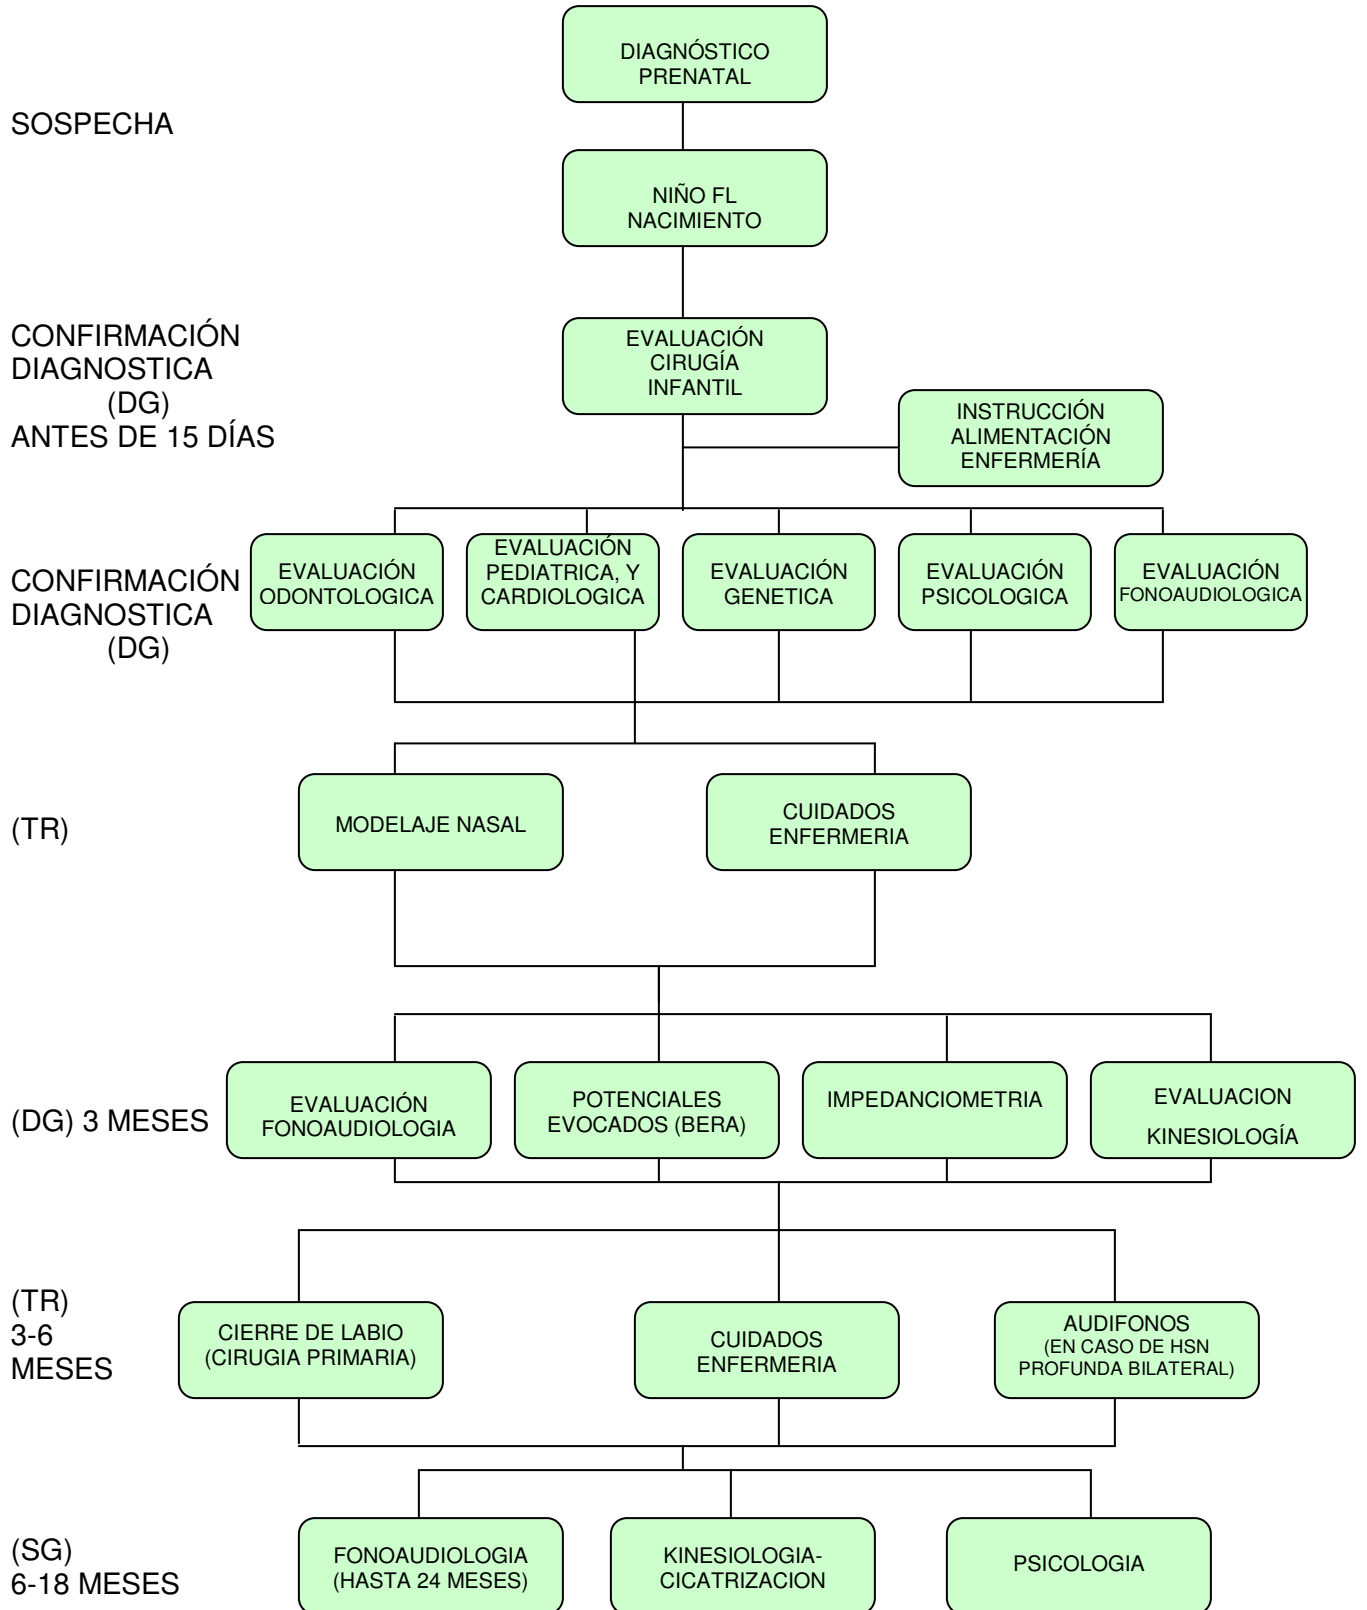 DIAGNÓSTICO
PRENATAL
SOSPECHA
NIÑO FL
NACIMIENTO
CONFIRMACIÓN
DIAGNOSTICA
(DG)
ANTES DE 15 DÍAS
EVALUACIÓN
CIRUGÍA
INFANTIL
INSTRUCCIÓN
ALIMENTACIÓN
ENFERMERÍA
CONFIRMACIÓN
DIAGNOSTICA
(DG)
EVALUACIÓN
ODONTOLOGICA
EVALUACIÓN
PEDIATRICA, Y
CARDIOLOGICA
EVALUACIÓN
GENETICA
EVALUACIÓN
PSICOLOGICA
EVALUACIÓN
FONOAUDIOLOGICA
(TR)
MODELAJE NASAL
CUIDADOS
ENFERMERIA
(DG) 3 MESES
EVALUACIÓN
FONOAUDIOLOGIA
POTENCIALES
EVOCADOS (BERA)
IMPEDANCIOMETRIA
EVALUACION
KINESIOLOGÍA
(TR)
3-6
MESES
CIERRE DE LABIO
(CIRUGIA PRIMARIA)
CUIDADOS
ENFERMERIA
AUDIFONOS
(EN CASO DE HSN
PROFUNDA BILATERAL)
(SG)
6-18 MESES
FONOAUDIOLOGIA
(HASTA 24 MESES)
KINESIOLOGIA-
CICATRIZACION
PSICOLOGIA